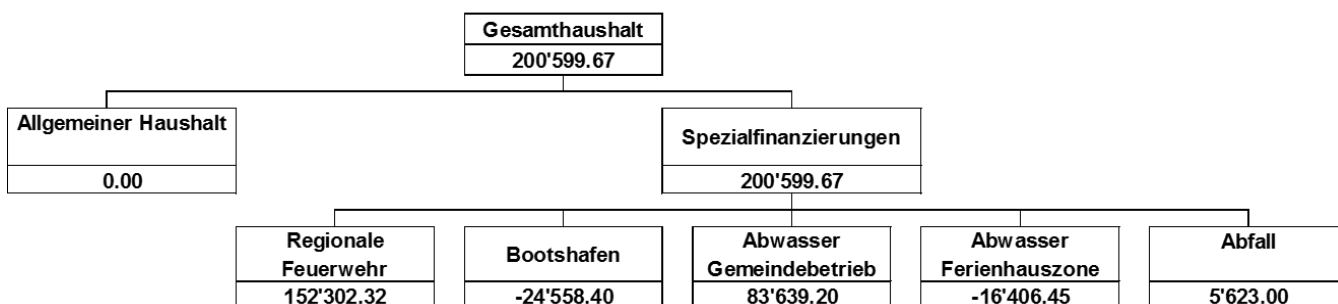 Gesamthaushalt
200'599.67
Allgemeiner Haushalt
0.00
Spezialfinanzierungen
200'599.67
Regionale
Feuerwehr
152'302.32
Bootshafen
-24'558.40
Abwasser
Gemeindebetrieb
83'639.20
Abwasser
Ferienhauszone
-16'406.45
Abfall
5'623.00